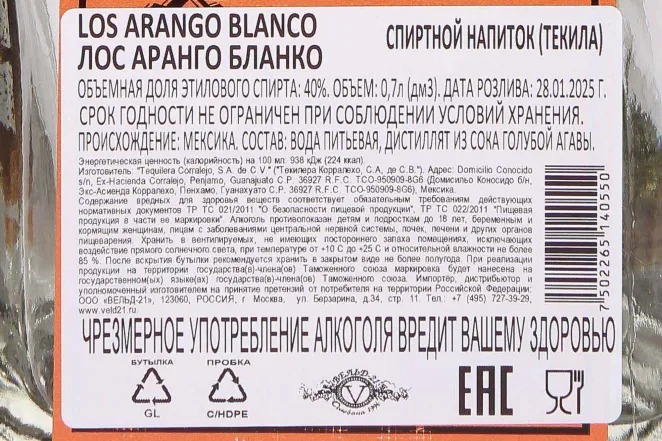 LOS ARANGO BLANCO
ЛОС АРАНГО БЛАНКО
СПИРТНОЙ НАПИТОК (ТЕКИЛА)
ОБЪЕМНАЯ ДОЛЯ ЭТИЛОВОГО СПИРТА: 40%. ОБЪЕМ: 0,7л (дм3). ДАТА РОЗЛИВА: 28.01.2025 Г.
СРОК ГОДНОСТИ НЕ ОГРАНИЧЕН ПРИ СОБЛЮДЕНИИ УСЛОВИЙ ХРАНЕНИЯ.
ПРОИСХОЖДЕНИЕ: МЕКСИКА. СОСТАВ: ВОДА ПИТЬЕВАЯ, ДИСТИЛЛЯТ ИЗ СОКА ГОЛУБОЙ АГАВЫ.
Энергетическая ценность (калорийность) на 100 мл: 938 кДж (224 ккал).
Изготовитель: "Tequilera Corralejo, S.A. de C.V." ("Текилера Корралехо, С.А, де С.В."). Адрес: Domicilio Conocido
s/n, Ex-Hacienda Corralejo, Penjamo, Guanajuato C.P. 36927 R.F.C. TCO-950909-8G6 (Домисильо Коносидо б/н,
Экс-Асиенда Корралехо, Пенхамо, Гуанахуато С.Р. 36927 R.F.C. TCO-950909-8G6), Мексика.
Содержание вредных для здоровья веществ соответствует обязательным требованиям действующих
нормативных документов ТР ТС 021/2011 "О безопасности пищевой продукции", ТР ТС 022/2011 "Пищевая
продукция в части ее маркировки". Алкоголь противопоказан детям и подросткам до 18 лет, беременным и
кормящим женщинам, лицам с заболеваниями центральной нервной системы, почек, печени и других органов
пищеварения. Хранить в вентилируемых, не имеющих постороннего запаха помещениях, исключающих
воздействие прямого солнечного света, при температуре от +10 С до +25 С и относительной влажности не более
85 %. После вскрытия бутылки рекомендуется хранить в закрытом виде не более полугода. При реализации
продукции на территории государства(в)-члена(ов) Таможенного союза маркировка будет нанесена на
государственном(ых) языке(ах) государств(а)-члена(ов) Таможенного союза. Импортёр, дистрибьютор и
уполномоченный изготовителем на принятие претензий от потребителя на территории Российской Федерации:
ООО «ВЕЛЬД-21», 123060, РОССИЯ, г Москва, ул. Берзарина, д.34, стр. 11. Тел.: +7 (495) 727-39-29,
www.veld21.ru
7 502265 140550
ЧРЕЗМЕРНОЕ УПОТРЕБЛЕНИЕ АЛКОГОЛЯ ВРЕДИТ ВАШЕМУ ЗДОРОВЬЮ
БУТЫЛКА
GL
ПРОБКА
C/HDPE
ВЕЛЬД-21
EAC